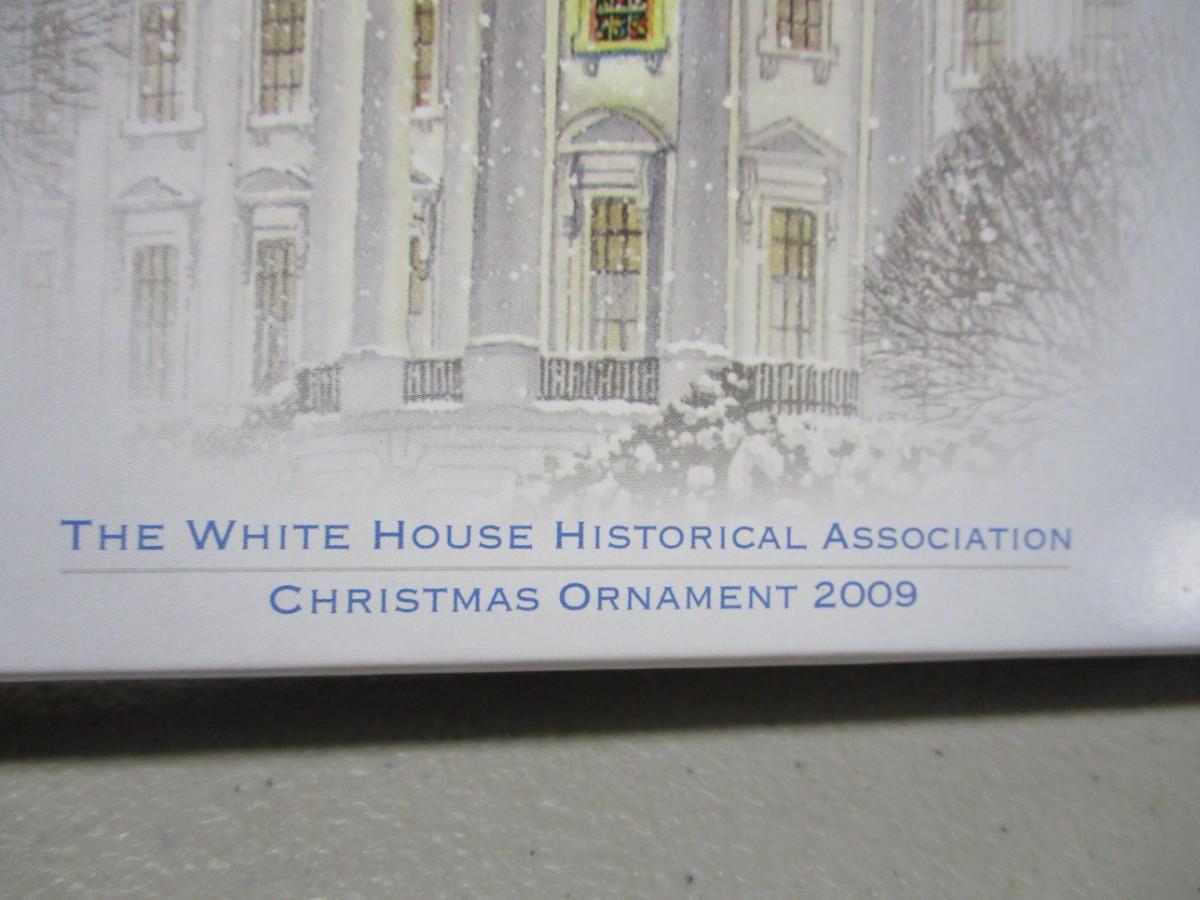 The White House Historical Association
Christmas Ornament 2009